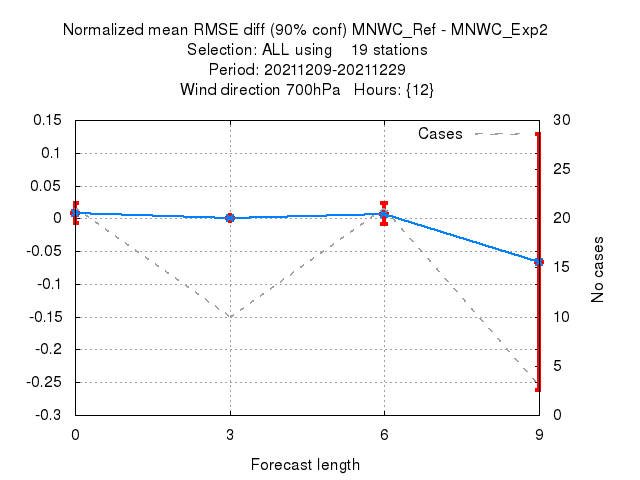 Normalized mean RMSE diff (90% conf) MNWC_Ref - MNWC_Exp2
Selection: ALL using    19 stations
Period: 20211209-20211229
Wind direction 700hPa   Hours: {12}
Cases
0.15
0.1
0.05
0
-0.05
-0.1
-0.15
-0.2
-0.25
-0.3
30
25
20
15
10
5
0
No cases
0 3 6 9
Forecast length